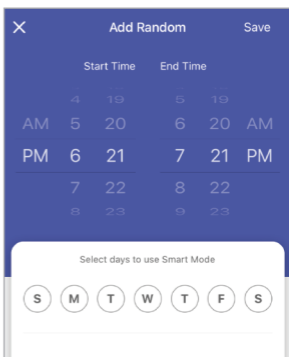 × Add Random Save
Start Time End Time
4 19 5 19
AM 5 20 6 20 AM
PM 6 21 7 21 PM
7 22 8 22
8 23 9 23
Select days to use Smart Mode
S M T W T F S